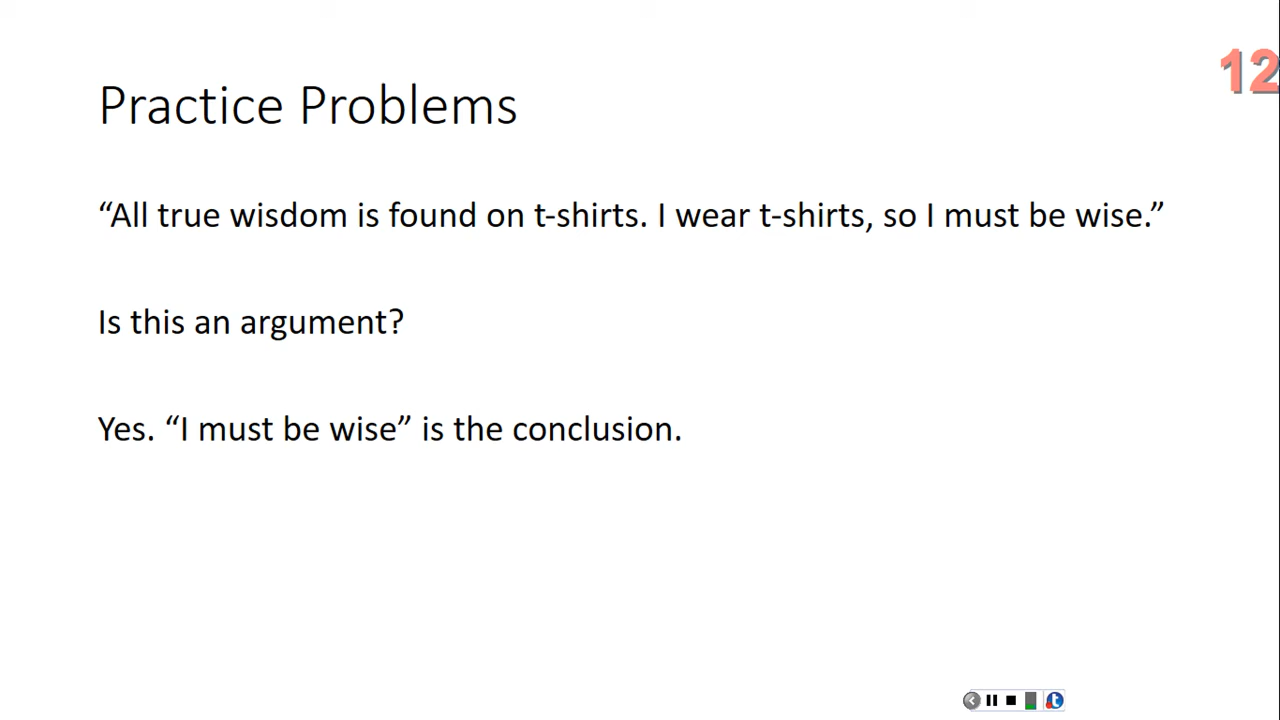 12
Practice Problems
“All true wisdom is found on t-shirts. I wear t-shirts, so I must be wise.”
Is this an argument?
Yes. “I must be wise” is the conclusion.
t